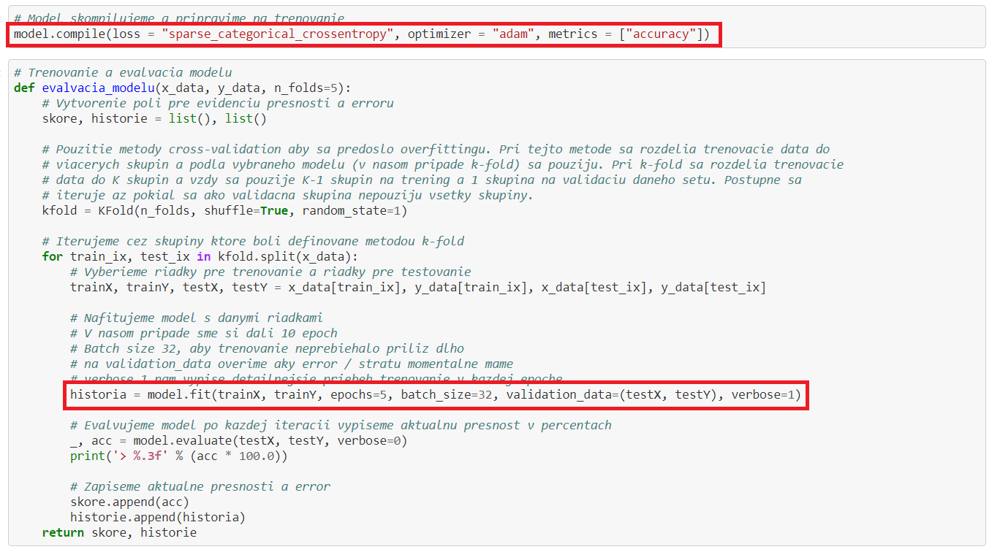 # Model skompilujeme a pripravime na trenovanie
model.compile(loss = "sparse_categorical_crossentropy", optimizer = "adam", metrics = ["accuracy"])
# Trenovanie a evalvacia modelu
def evalvacia_modelu(x_data, y_data, n_folds=5):
    # Vytvorenie poli pre evidenciu presnosti a erroru
    skore, historie = list(), list()
    # Pouzitie metody cross-validation aby sa predoslo overfittingu. Pri tejto metode sa rozdelia trenovacie data do
    # viacerych skupin a podla vybraneho modelu (v nasom pripade k-fold) sa pouziju. Pri k-fold sa rozdelia trenovacie
    # data do K skupin a vzdy sa pouzije K-1 skupin na trening a 1 skupina na validaciu daneho setu. Postupne sa
    # iteruje az pokial sa ako validacna skupina nepouziju vsetky skupiny.
    kfold = KFold(n_folds, shuffle=True, random_state=1)
    # Iterujeme cez skupiny ktore boli definovane metodou k-fold
    for train_ix, test_ix in kfold.split(x_data):
        # Vyberieme riadky pre trenovanie a riadky pre testovanie
        trainX, trainY, testX, testY = x_data[train_ix], y_data[train_ix], x_data[test_ix], y_data[test_ix]
        # Nafitujeme model s danymi riadkami
        # V nasom pripade sme si dali 10 epoch
        # Batch size 32, aby trenovanie neprebiehalo priliz dlho
        # na validation_data overime aky error / stratu momentalne mame
        # verbose 1 nam vypise detailnejsie priebeh trenovanie v kazdej epoche
        historia = model.fit(trainX, trainY, epochs=5, batch_size=32, validation_data=(testX, testY), verbose=1)
        # Evalvujeme model po kazdej iteracii vypiseme aktualnu presnost v percentach
        _, acc = model.evaluate(testX, testY, verbose=0)
        print('> %.3f' % (acc * 100.0))
        # Zapiseme aktualne presnosti a error
        skore.append(acc)
        historie.append(historia)
    return skore, historie